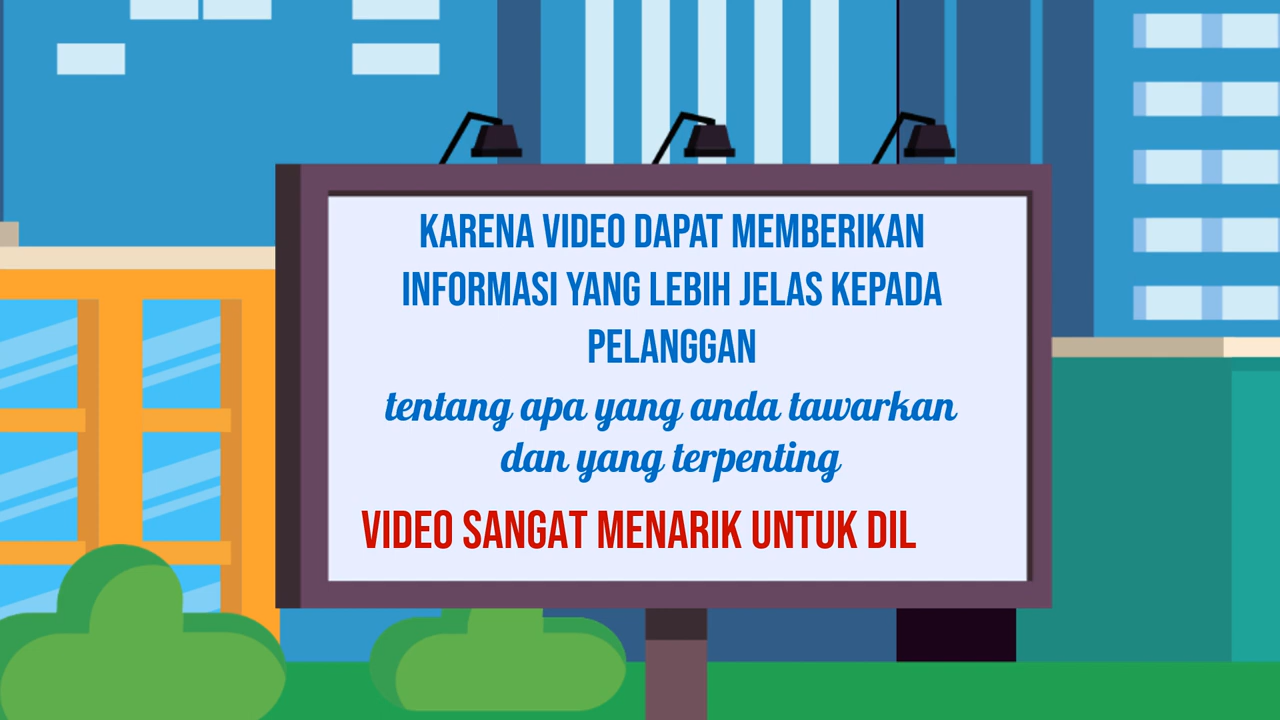 KARENA VIDEO DAPAT MEMBERIKAN
INFORMASI YANG LEBIH JELAS KEPADA
PELANGGAN
tentang apa yang anda tawarkan
dan yang terpenting
VIDEO SANGAT MENARIK UNTUK DIL